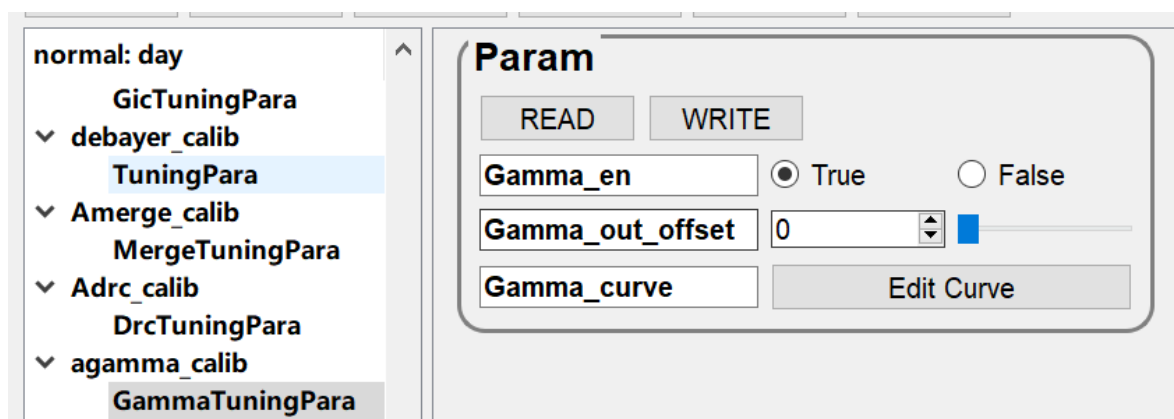 normal: day
GicTuningPara
debayer_calib
TuningPara
Amerge_calib
MergeTuningPara
Adrc_calib
DrcTuningPara
agamma_calib
GammaTuningPara
Param
READ WRITE
Gamma_en True False
Gamma_out_offset 0
Gamma_curve Edit Curve